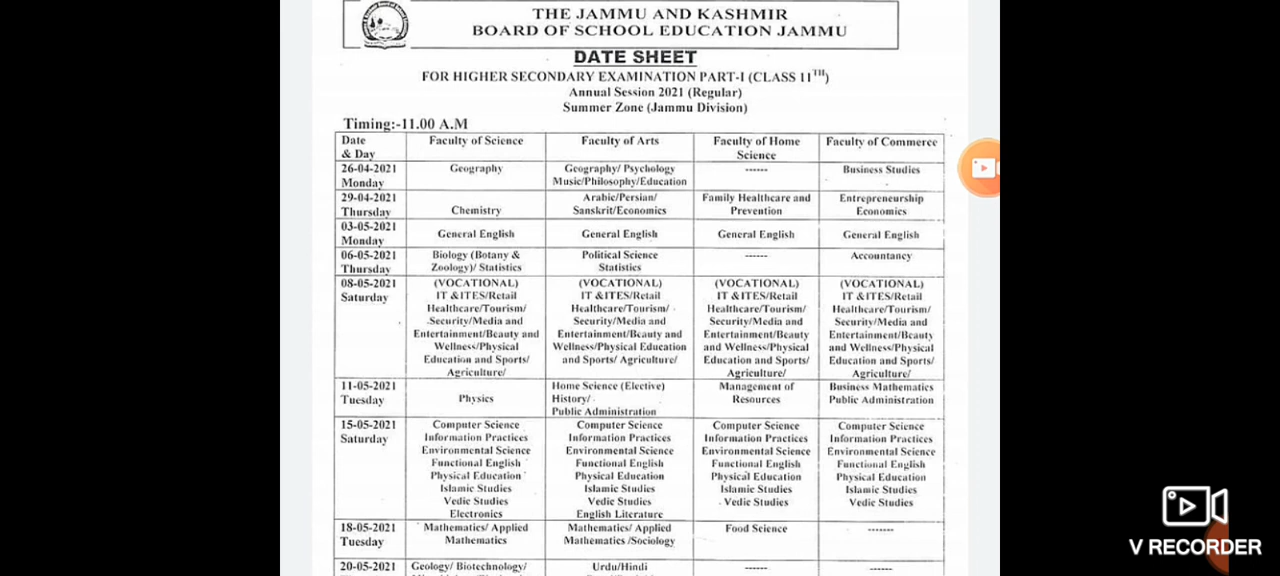 THE JAMMU AND KASHMIR
BOARD OF SCHOOL EDUCATION JAMMU
DATE SHEET
FOR HIGHER SECONDARY EXAMINATION PART-I (CLASS 11TH)
Annual Session 2021 (Regular)
Summer Zone (Jammu Division)
Timing:-11.00 A.M
Date & Day
Faculty of Science
Faculty of Arts
Faculty of Home Science
Faculty of Commerce
26-04-2021
Monday
Geography
Geography/ Psychology
Music/Philosophy/Education
------
Business Studies
29-04-2021
Thursday
Chemistry
Arabic/Persian/
Sanskrit/Economics
Family Healthcare and
Prevention
Entrepreneurship
Economics
03-05-2021
Monday
General English
General English
General English
General English
06-05-2021
Thursday
Biology (Botany &
Zoology)/ Statistics
Political Science
Statistics
------
Accountancy
08-05-2021
Saturday
(VOCATIONAL)
IT &ITES/Retail
Healthcare/Tourism/
Security/Media and
Entertainment/Beauty and
Wellness/Physical
Education and Sports/
Agriculture/
(VOCATIONAL)
IT &ITES/Retail
Healthcare/Tourism/
Security/Media and
Entertainment/Beauty and
Wellness/Physical Education
and Sports/ Agriculture/
(VOCATIONAL)
IT &ITES/Retail
Healthcare/Tourism/
Security/Media and
Entertainment/Beauty
and Wellness/Physical
Education and Sports/
Agriculture/
(VOCATIONAL)
IT &ITES/Retail
Healthcare/Tourism/
Security/Media and
Entertainment/Beauty
and Wellness/Physical
Education and Sports/
Agriculture/
11-05-2021
Tuesday
Physics
Home Science (Elective)
History/
Public Administration
Management of
Resources
Business Mathematics
Public Administration
15-05-2021
Saturday
Computer Science
Information Practices
Environmental Science
Functional English
Physical Education
Islamic Studies
Vedic Studies
Electronics
Computer Science
Information Practices
Environmental Science
Functional English
Physical Education
Islamic Studies
Vedic Studies
English Literature
Computer Science
Information Practices
Environmental Science
Functional English
Physical Education
Islamic Studies
Vedic Studies
Computer Science
Information Practices
Environmental Science
Functional English
Physical Education
Islamic Studies
Vedic Studies
18-05-2021
Tuesday
Mathematics/ Applied
Mathematics
Mathematics/ Applied
Mathematics /Sociology
Food Science
-------
20-05-2021
Geology/ Biotechnology/
Urdu/Hindi
------
------
V RECORDER